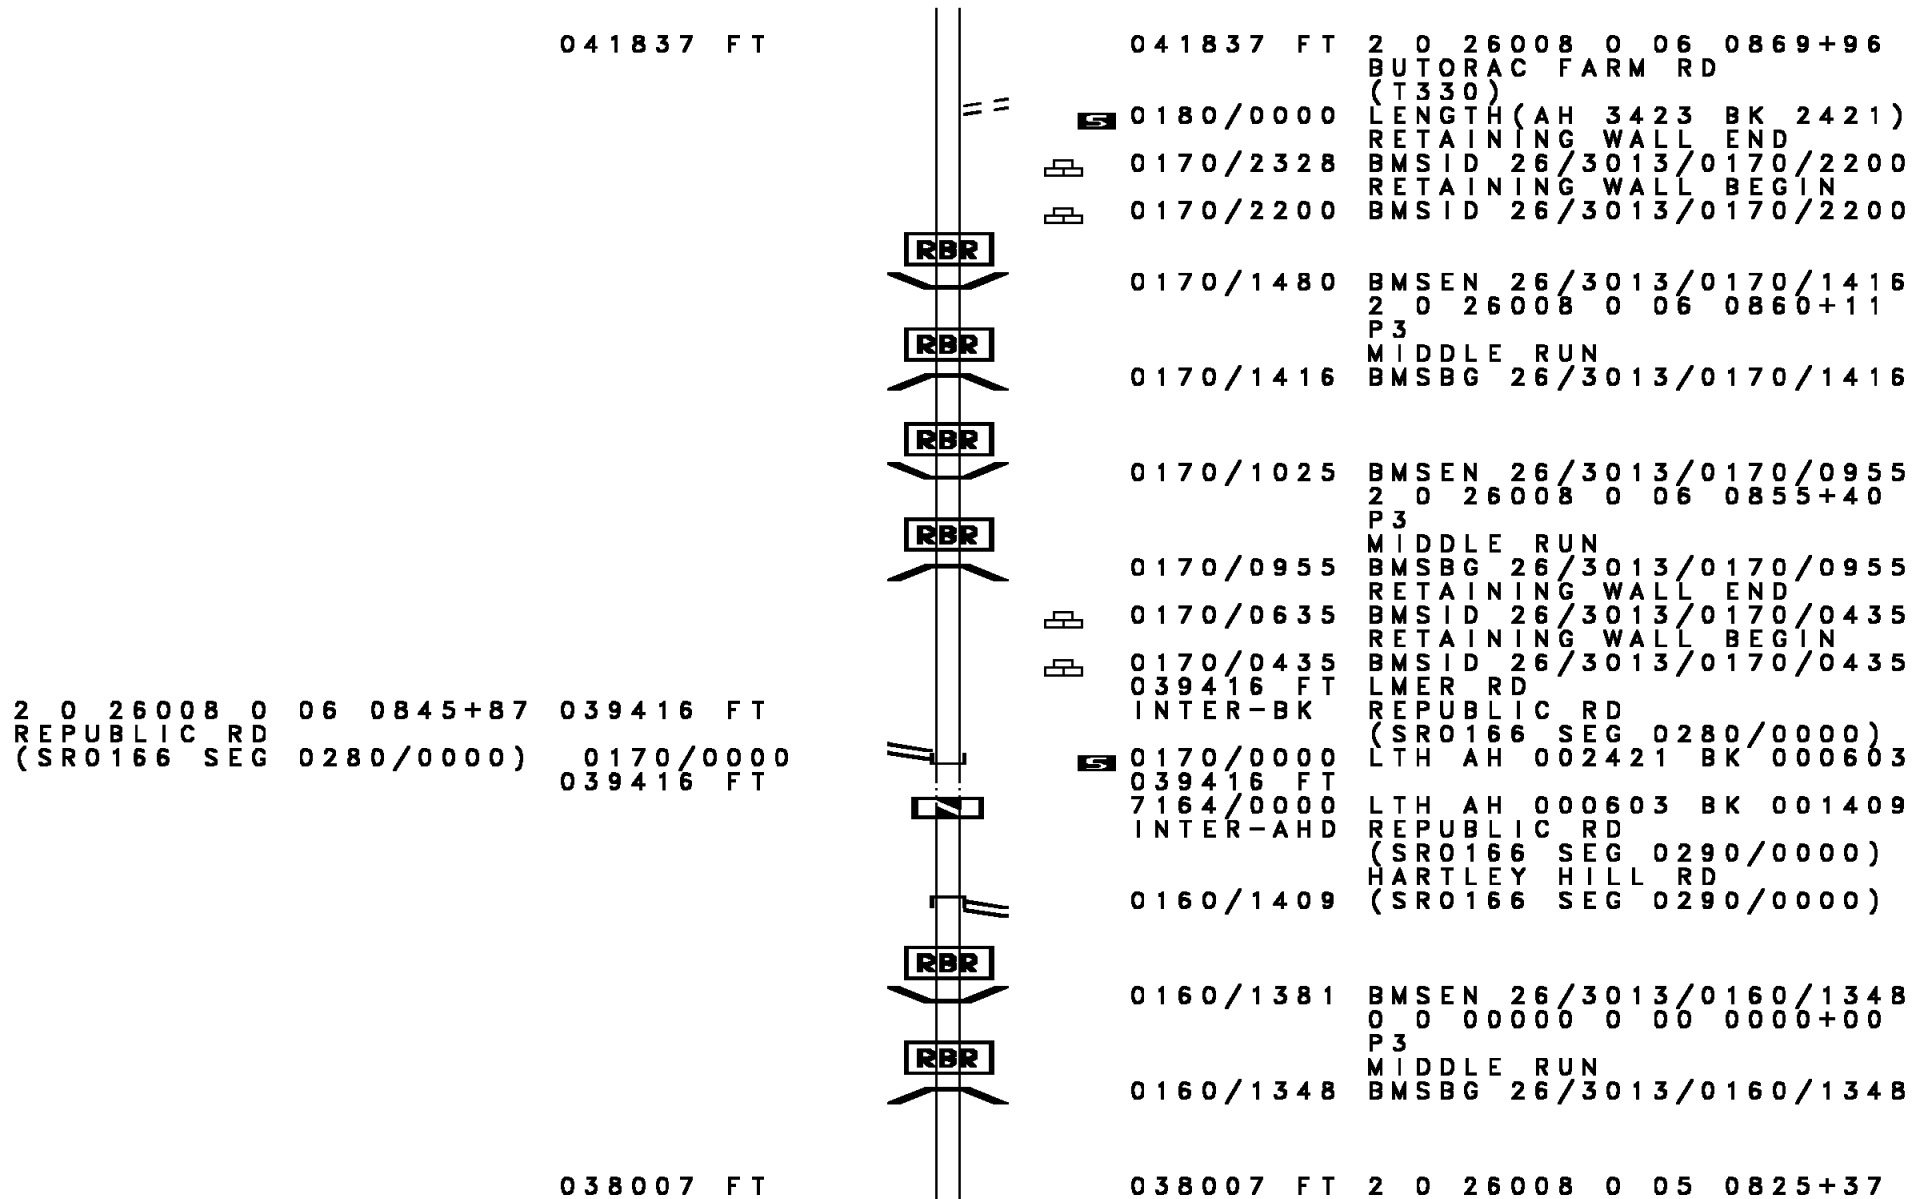 041837 FT 041837 FT 2 0 26008 0 06 0869+96
BUTORAC FARM RD
(T330)
S 0180/0000 LENGTH(AH 3423 BK 2421)
RETAINING WALL END
0170/2328 BMSID 26/3013/0170/2200
RETAINING WALL BEGIN
0170/2200 BMSID 26/3013/0170/2200
RBR
0170/1480 BMSEN 26/3013/0170/1416
2 0 26008 0 06 0860+11
P3
RBR
MIDDLE RUN
0170/1416 BMSBG 26/3013/0170/1416
RBR
0170/1025 BMSEN 26/3013/0170/0955
2 0 26008 0 06 0855+40
P3
RBR
MIDDLE RUN
0170/0955 BMSBG 26/3013/0170/0955
RETAINING WALL END
0170/0635 BMSID 26/3013/0170/0435
RETAINING WALL BEGIN
0170/0435 BMSID 26/3013/0170/0435
039416 FT LMER RD
2 0 26008 0 06 0845+87 039416 FT INTER-BK REPUBLIC RD
REPUBLIC RD (SR0166 SEG 0280/0000)
(SR0166 SEG 0280/0000) 0170/0000 S 0170/0000 LTH AH 002421 BK 000603
039416 FT 039416 FT
7164/0000 LTH AH 000603 BK 001409
INTER-AHD REPUBLIC RD
(SR0166 SEG 0290/0000)
HARTLEY HILL RD
0160/1409 (SR0166 SEG 0290/0000)
RBR
0160/1381 BMSEN 26/3013/0160/1348
0 0 00000 0 00 0000+00
P3
RBR
MIDDLE RUN
0160/1348 BMSBG 26/3013/0160/1348
038007 FT 038007 FT 2 0 26008 0 05 0825+37